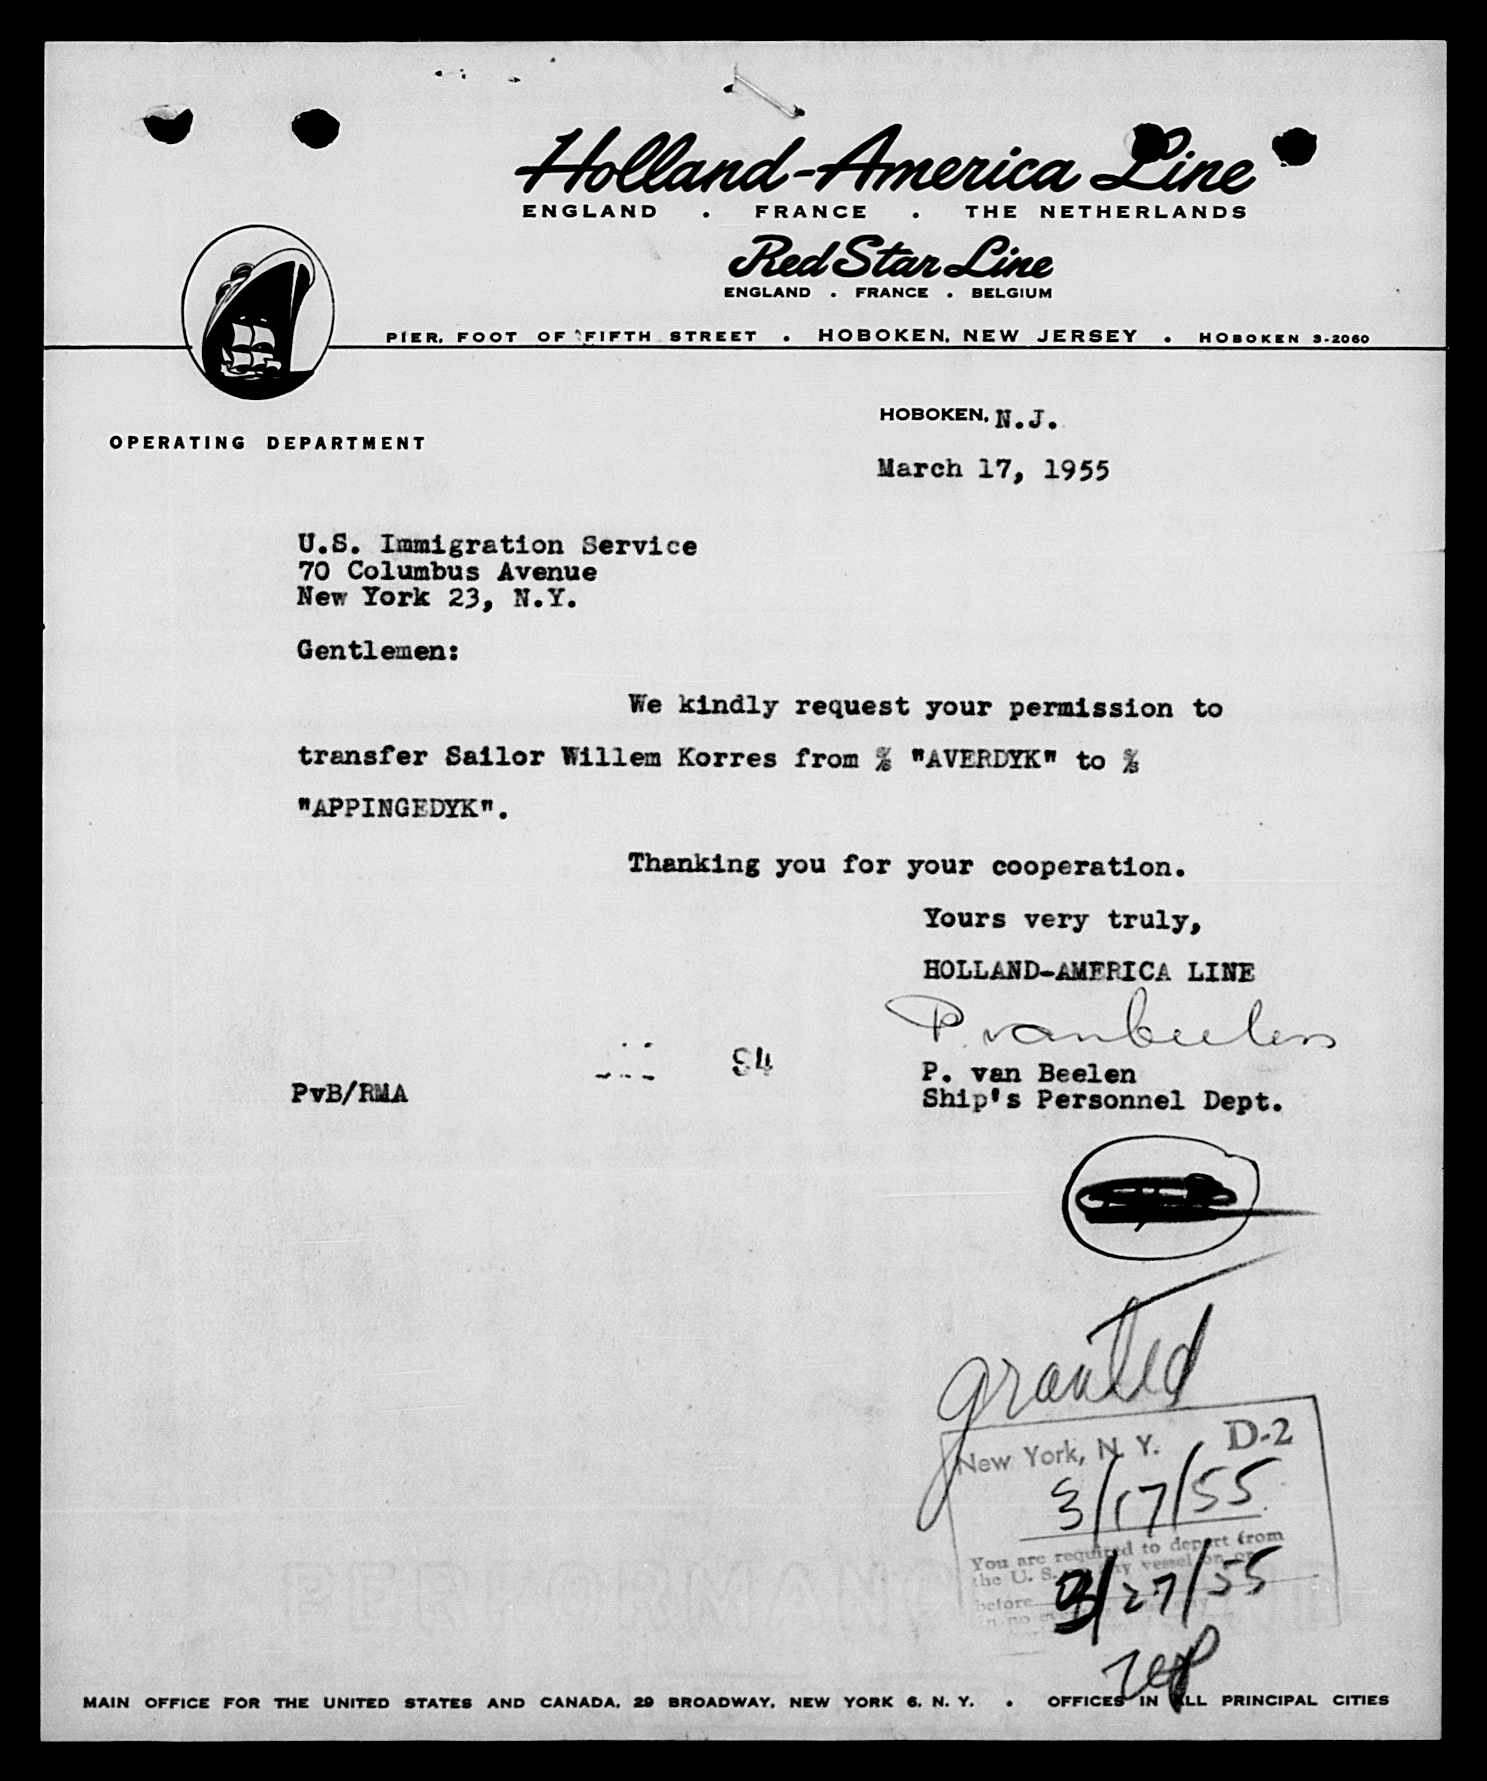 Holland-America Line
ENGLAND . FRANCE . THE NETHERLANDS
Red Star Line
ENGLAND . FRANCE . BELGIUM
PIER, FOOT OF FIFTH STREET . HOBOKEN, NEW JERSEY . HOBOKEN 3-2060
OPERATING DEPARTMENT
HOBOKEN, N.J.
March 17, 1955
U.S. Immigration Service
70 Columbus Avenue
New York 23, N.Y.
Gentlemen:
We kindly request your permission to
transfer Sailor Willem Korres from s/s "AVERDYK" to s/s
"APPINGEDYK".
Thanking you for your cooperation.
Yours very truly,
HOLLAND-AMERICA LINE
P. van Beelen
P. van Beelen
Ship's Personnel Dept.
94
PvB/RMA
granted
New York, N. Y. D-2
3/17/55
You are required to depart from
the U. S. vessel on or
before 3/27/55
in no
MAIN OFFICE FOR THE UNITED STATES AND CANADA, 29 BROADWAY, NEW YORK 6, N. Y. . OFFICES IN ALL PRINCIPAL CITIES